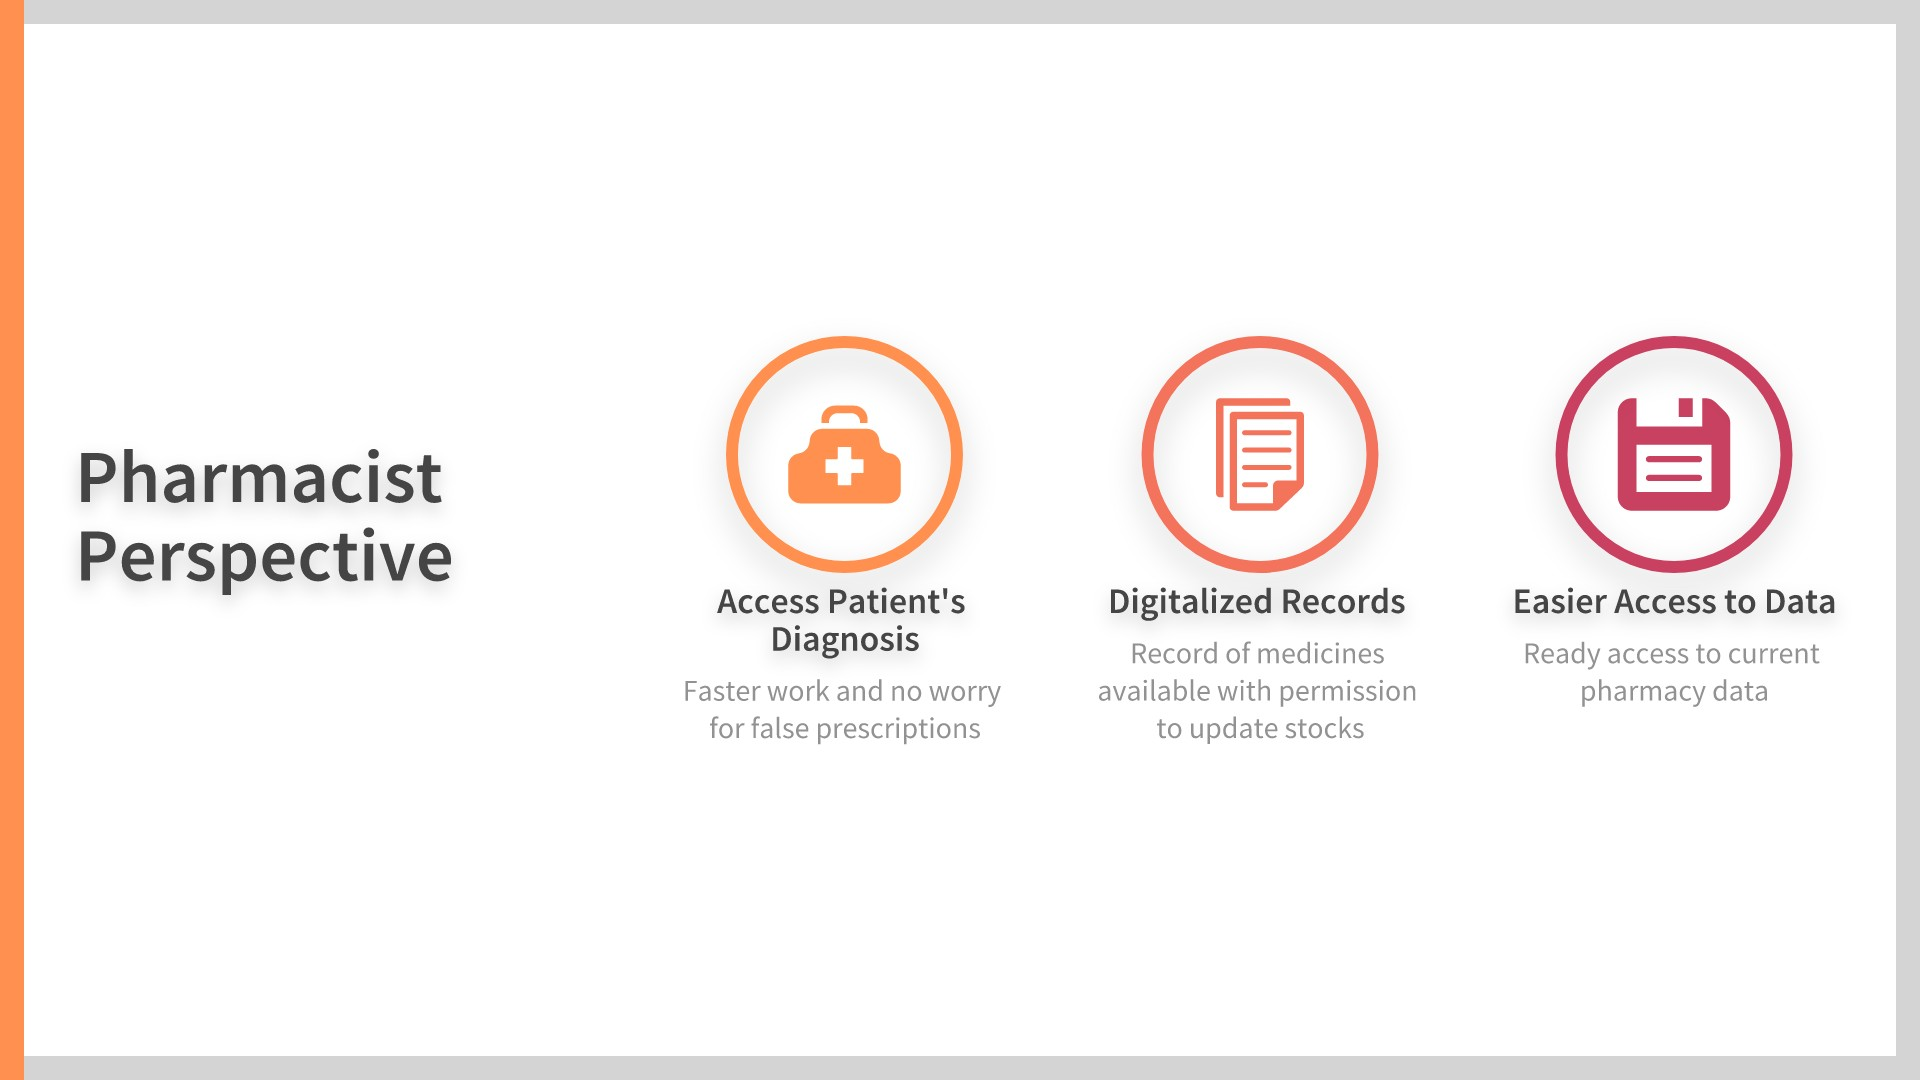 Pharmacist
Perspective
Access Patient's
Diagnosis
Faster work and no worry
for false prescriptions
Digitalized Records
Record of medicines
available with permission
to update stocks
Easier Access to Data
Ready access to current
pharmacy data